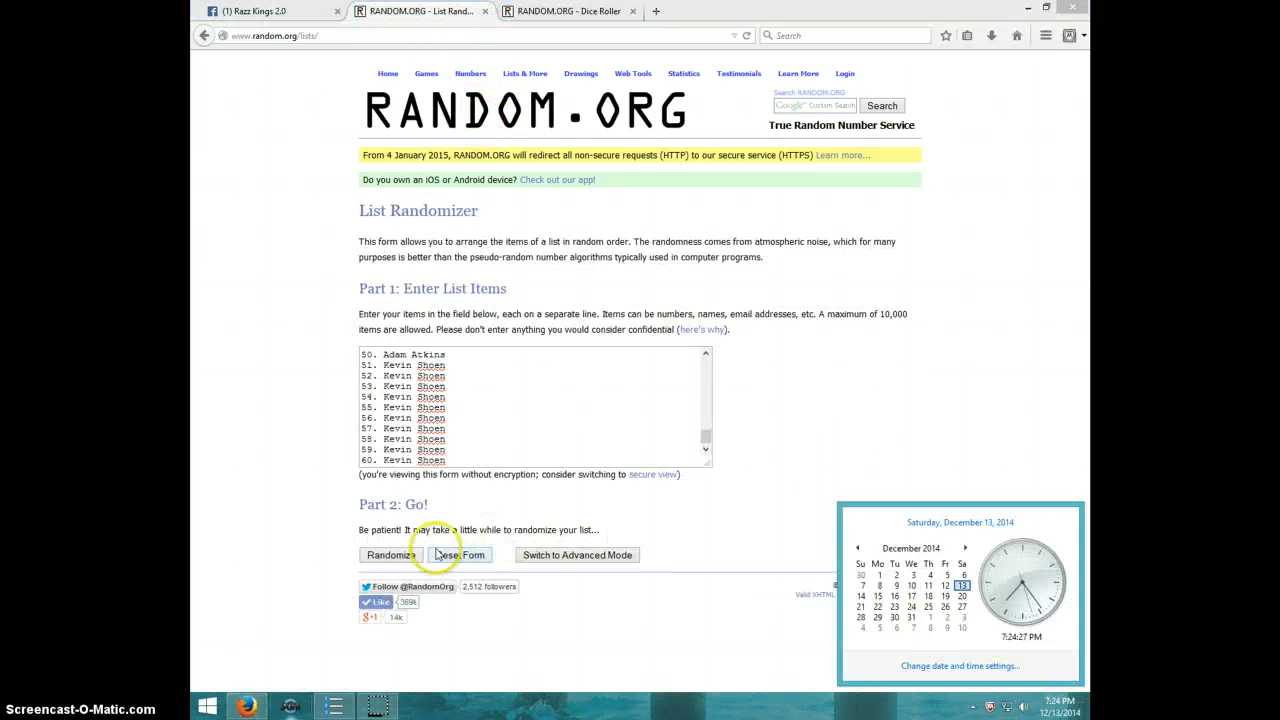 (1) Razz Kings 2.0
RANDOM.ORG - List Rand...
RANDOM.ORG - Dice Roller
www.random.org/lists/
Search
Home Games Numbers Lists & More Drawings Web Tools Statistics Testimonials Learn More Login
RANDOM.ORG
Search RANDOM.ORG
Google™ Custom Search
Search
True Random Number Service
From 4 January 2015, RANDOM.ORG will redirect all non-secure requests (HTTP) to our secure service (HTTPS) Learn more...
Do you own an iOS or Android device? Check out our app!
List Randomizer
This form allows you to arrange the items of a list in random order. The randomness comes from atmospheric noise, which for many
purposes is better than the pseudo-random number algorithms typically used in computer programs.
Part 1: Enter List Items
Enter your items in the field below, each on a separate line. Items can be numbers, names, email addresses, etc. A maximum of 10,000
items are allowed. Please don't enter anything you would consider confidential (here's why).
50. Adam Atkins
51. Kevin Shoen
52. Kevin Shoen
53. Kevin Shoen
54. Kevin Shoen
55. Kevin Shoen
56. Kevin Shoen
57. Kevin Shoen
58. Kevin Shoen
59. Kevin Shoen
60. Kevin Shoen
(you're viewing this form without encryption; consider switching to secure view)
Part 2: Go!
Be patient! It may take a little while to randomize your list...
Randomize
Form
Switch to Advanced Mode
Follow @RandomOrg 2,512 followers
Like 369k
g+1 14k
Valid XHTML
Saturday, December 13, 2014
December 2014
Su Mo Tu We Th Fr Sa
30 1 2 3 4 5 6
7 8 9 10 11 12 13
14 15 16 17 18 19 20
21 22 23 24 25 26 27
28 29 30 31 1 2 3
4 5 6 7 8 9 10
7:24:27 PM
Change date and time settings...
7:24 PM
12/13/2014
Screencast-O-Matic.com